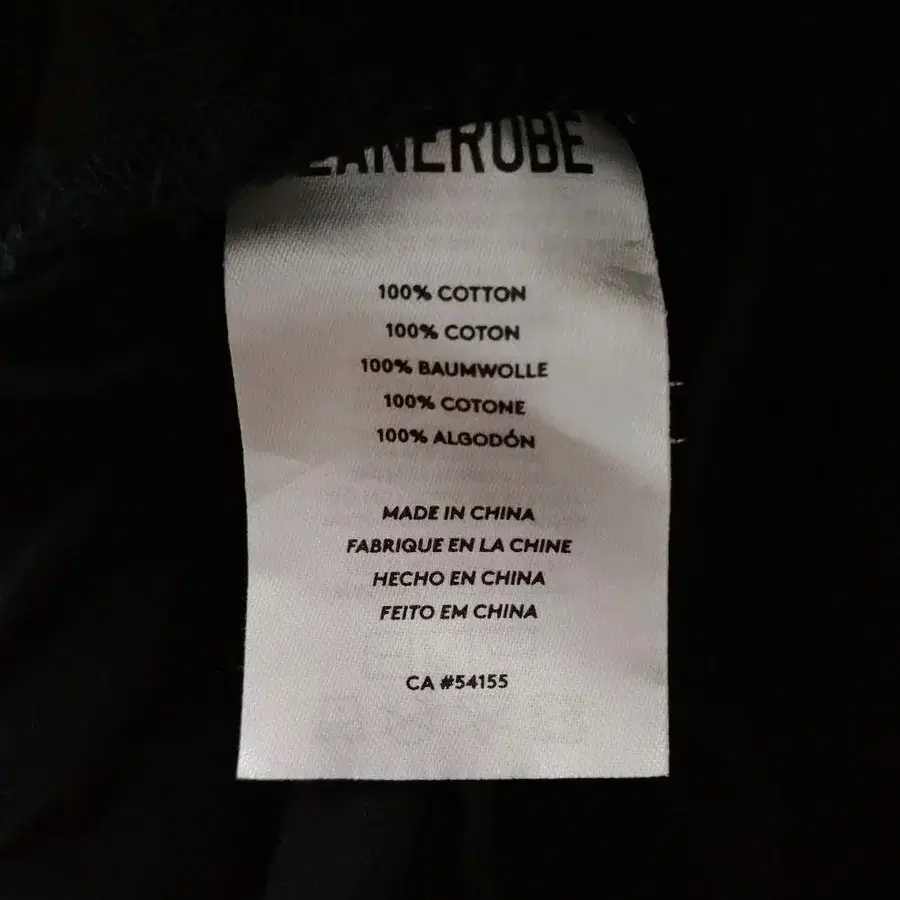 100% COTTON
100% COTON
100% BAUMWOLLE
100% COTONE
100% ALGODÓN
MADE IN CHINA
FABRIQUE EN LA CHINE
HECHO EN CHINA
FEITO EM CHINA
CA #54155